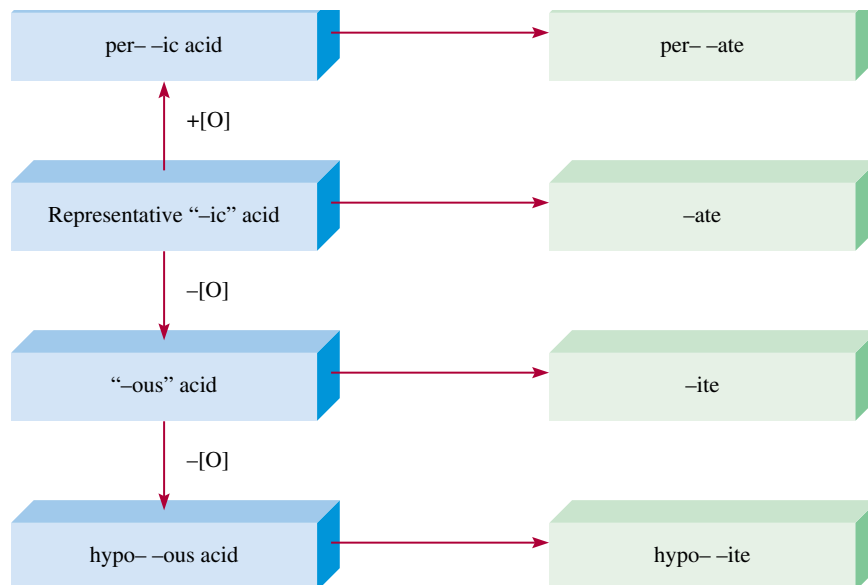 per– –ic acid
per– –ate
+[O]
Representative “–ic” acid
–ate
–[O]
“–ous” acid
–ite
–[O]
hypo– –ous acid
hypo– –ite